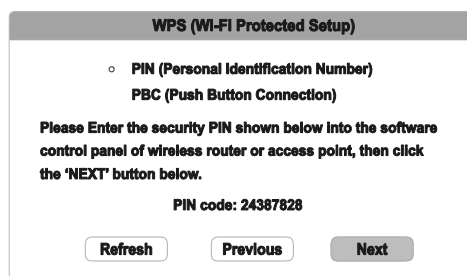 WPS (Wi-Fi Protected Setup)
PIN (Personal Identification Number)
PBC (Push Button Connection)
Please Enter the security PIN shown below into the software
control panel of wireless router or access point, then click
the ‘NEXT’ button below.
PIN code: 24387828
Refresh Previous Next